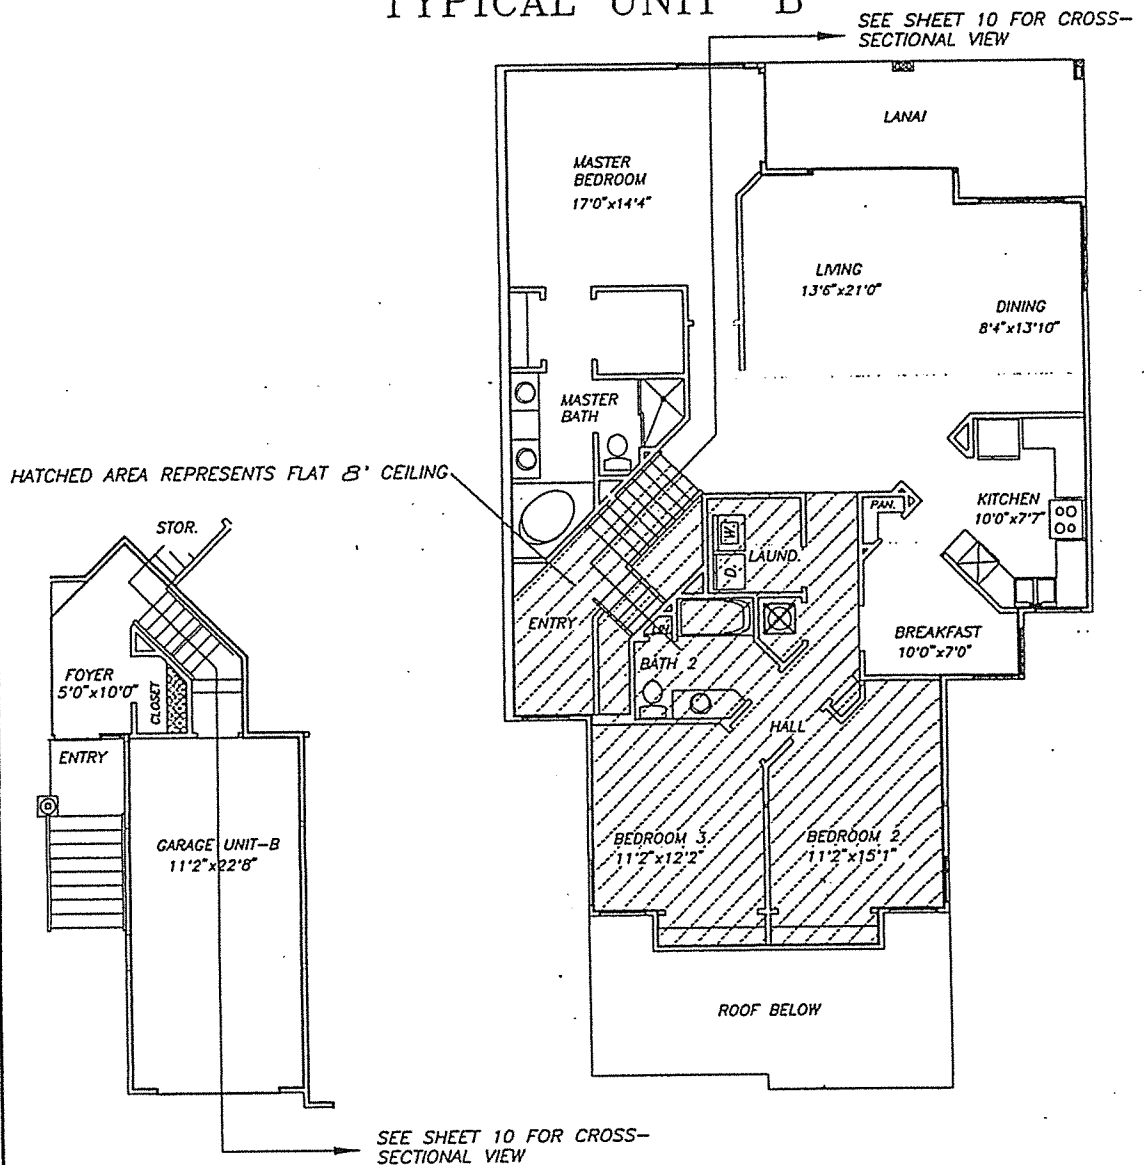 TYPICAL UNIT B
SEE SHEET 10 FOR CROSS-
SECTIONAL VIEW
LANAI
MASTER
BEDROOM
17'0"x14'4"
LIVING
13'6"x21'0"
DINING
8'4"x13'10"
MASTER
BATH
HATCHED AREA REPRESENTS FLAT 8' CEILING
KITCHEN
10'0"x7'7"
PAN.
STOR.
W.
LAUND.
D.
ENTRY
LIN
BREAKFAST
10'0"x7'0"
BATH 2
FOYER
5'0"x10'0"
CLOSET
HALL
ENTRY
GARAGE UNIT-B
11'2"x22'8"
BEDROOM 3
11'2"x12'2"
BEDROOM 2
11'2"x15'1"
ROOF BELOW
SEE SHEET 10 FOR CROSS-
SECTIONAL VIEW